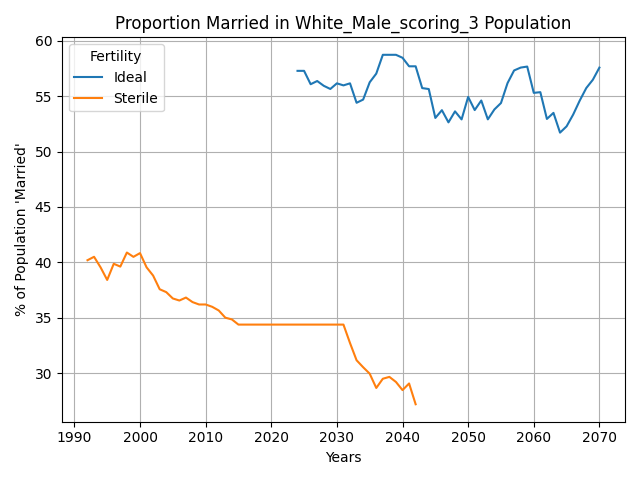 Proportion Married in White_Male_scoring_3 Population
Fertility
Ideal
Sterile
% of Population 'Married'
60
55
50
45
40
35
30
1990
2000
2010
2020
2030
2040
2050
2060
2070
Years